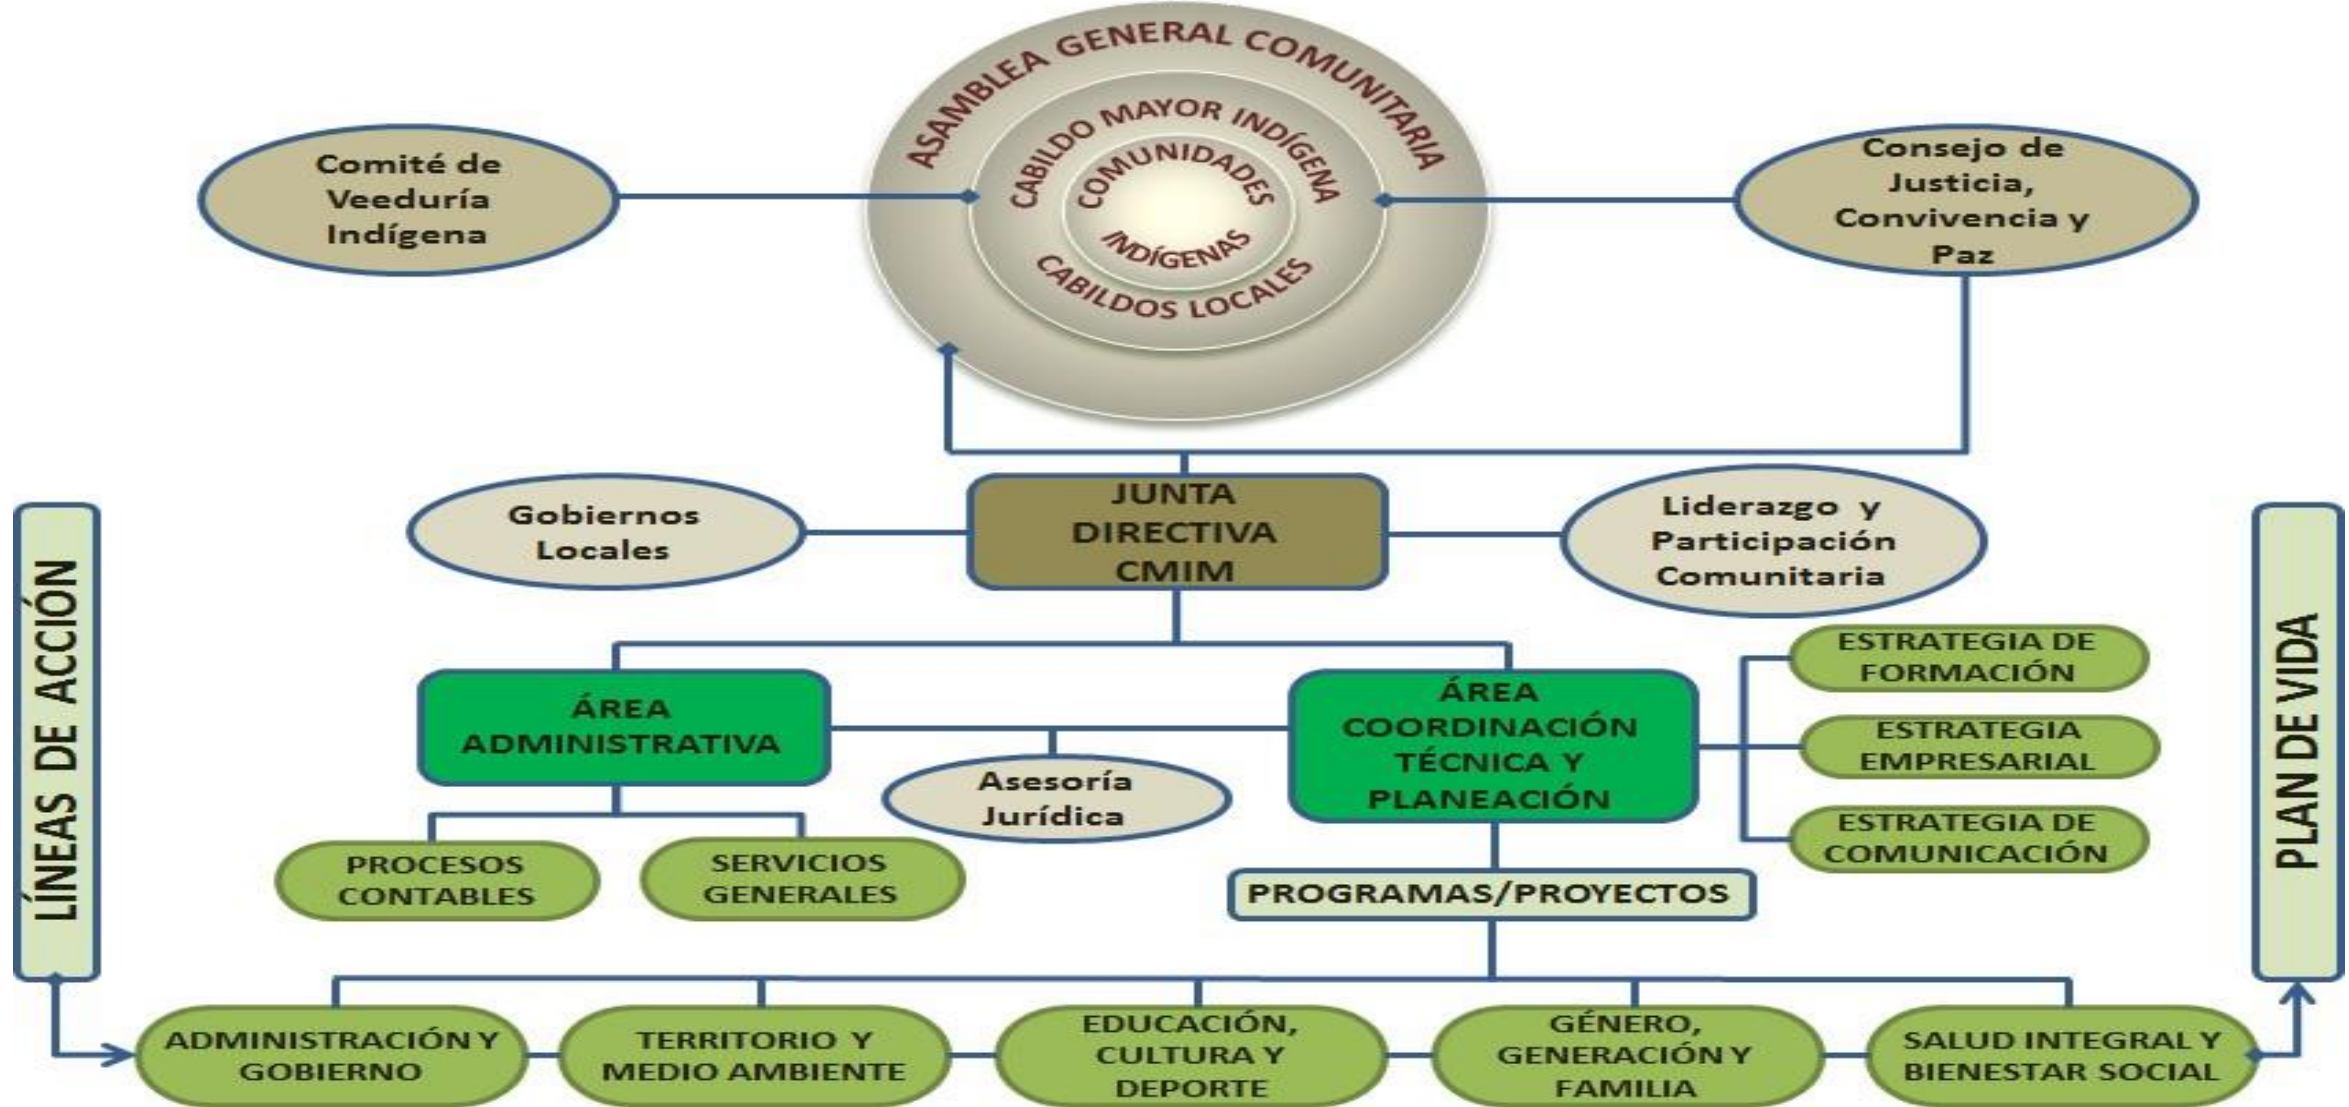 ASAMBLEA GENERAL COMUNITARIA
CABILDO MAYOR INDÍGENA
COMUNIDADES
INDÍGENAS
CABILDOS LOCALES
Comité de
Veeduría
Indígena
Consejo de
Justicia,
Convivencia y
Paz
JUNTA
DIRECTIVA
CMIM
Gobiernos
Locales
Liderazgo y
Participación
Comunitaria
LÍNEAS DE ACCIÓN
PLAN DE VIDA
ÁREA
ADMINISTRATIVA
ÁREA
COORDINACIÓN
TÉCNICA Y
PLANEACIÓN
ESTRATEGIA DE
FORMACIÓN
ESTRATEGIA
EMPRESARIAL
ESTRATEGIA DE
COMUNICACIÓN
Asesoría
Jurídica
PROCESOS
CONTABLES
SERVICIOS
GENERALES
PROGRAMAS/PROYECTOS
ADMINISTRACIÓN Y
GOBIERNO
TERRITORIO Y
MEDIO AMBIENTE
EDUCACIÓN,
CULTURA Y
DEPORTE
GÉNERO,
GENERACIÓN Y
FAMILIA
SALUD INTEGRAL Y
BIENESTAR SOCIAL